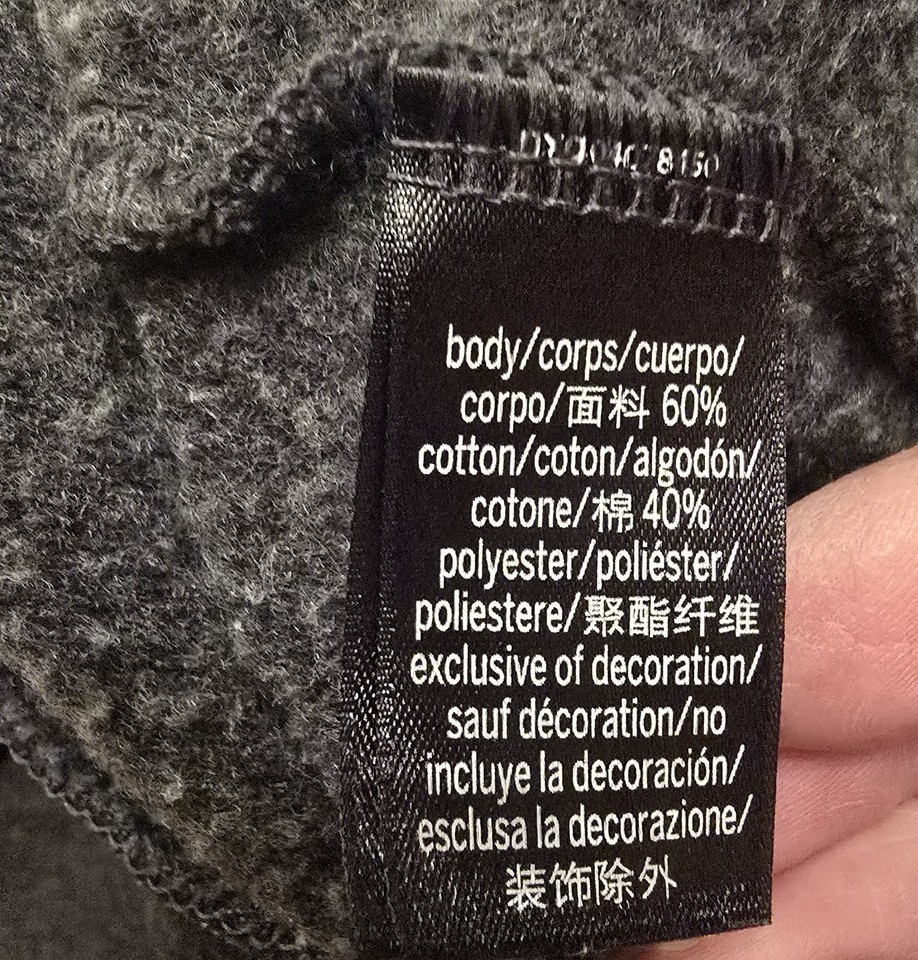 8150
body/corps/cuerpo/
corpo/面料 60%
cotton/coton/algodón/
cotone/棉 40%
polyester/poliéster/
poliestere/聚酯纤维
exclusive of decoration/
sauf décoration/no
incluye la decoración/
esclusa la decorazione/
装饰除外